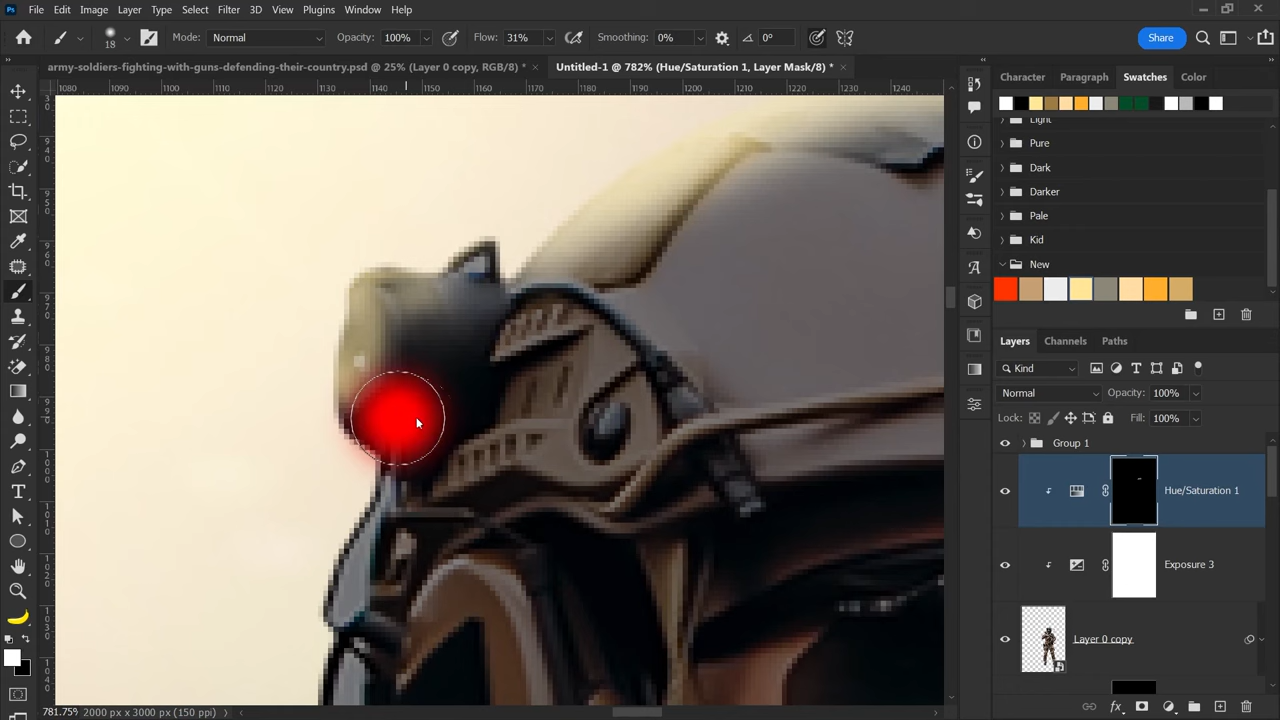 Ps File Edit Image Layer Type Select Filter 3D View Plugins Window Help
18 Mode: Normal Opacity: 100% Flow: 31% Smoothing: 0% 0° Share
army-soldiers-fighting-with-guns-defending-their-country.psd @ 25% (Layer 0 copy, RGB/8) * Untitled-1 @ 782% (Hue/Saturation 1, Layer Mask/8) *
1080 1090 1100 1110 1120 1130 1140 1150 1160 1170 1180 1190 1200 1210 1220 1230 1240
Character Paragraph Swatches Color
Light
Pure
Dark
Darker
Pale
Kid
New
Layers Channels Paths
Kind
Normal Opacity: 100%
Lock: Fill: 100%
Group 1
Hue/Saturation 1
Exposure 3
Layer 0 copy
781.75% 2000 px x 3000 px (150 ppi)